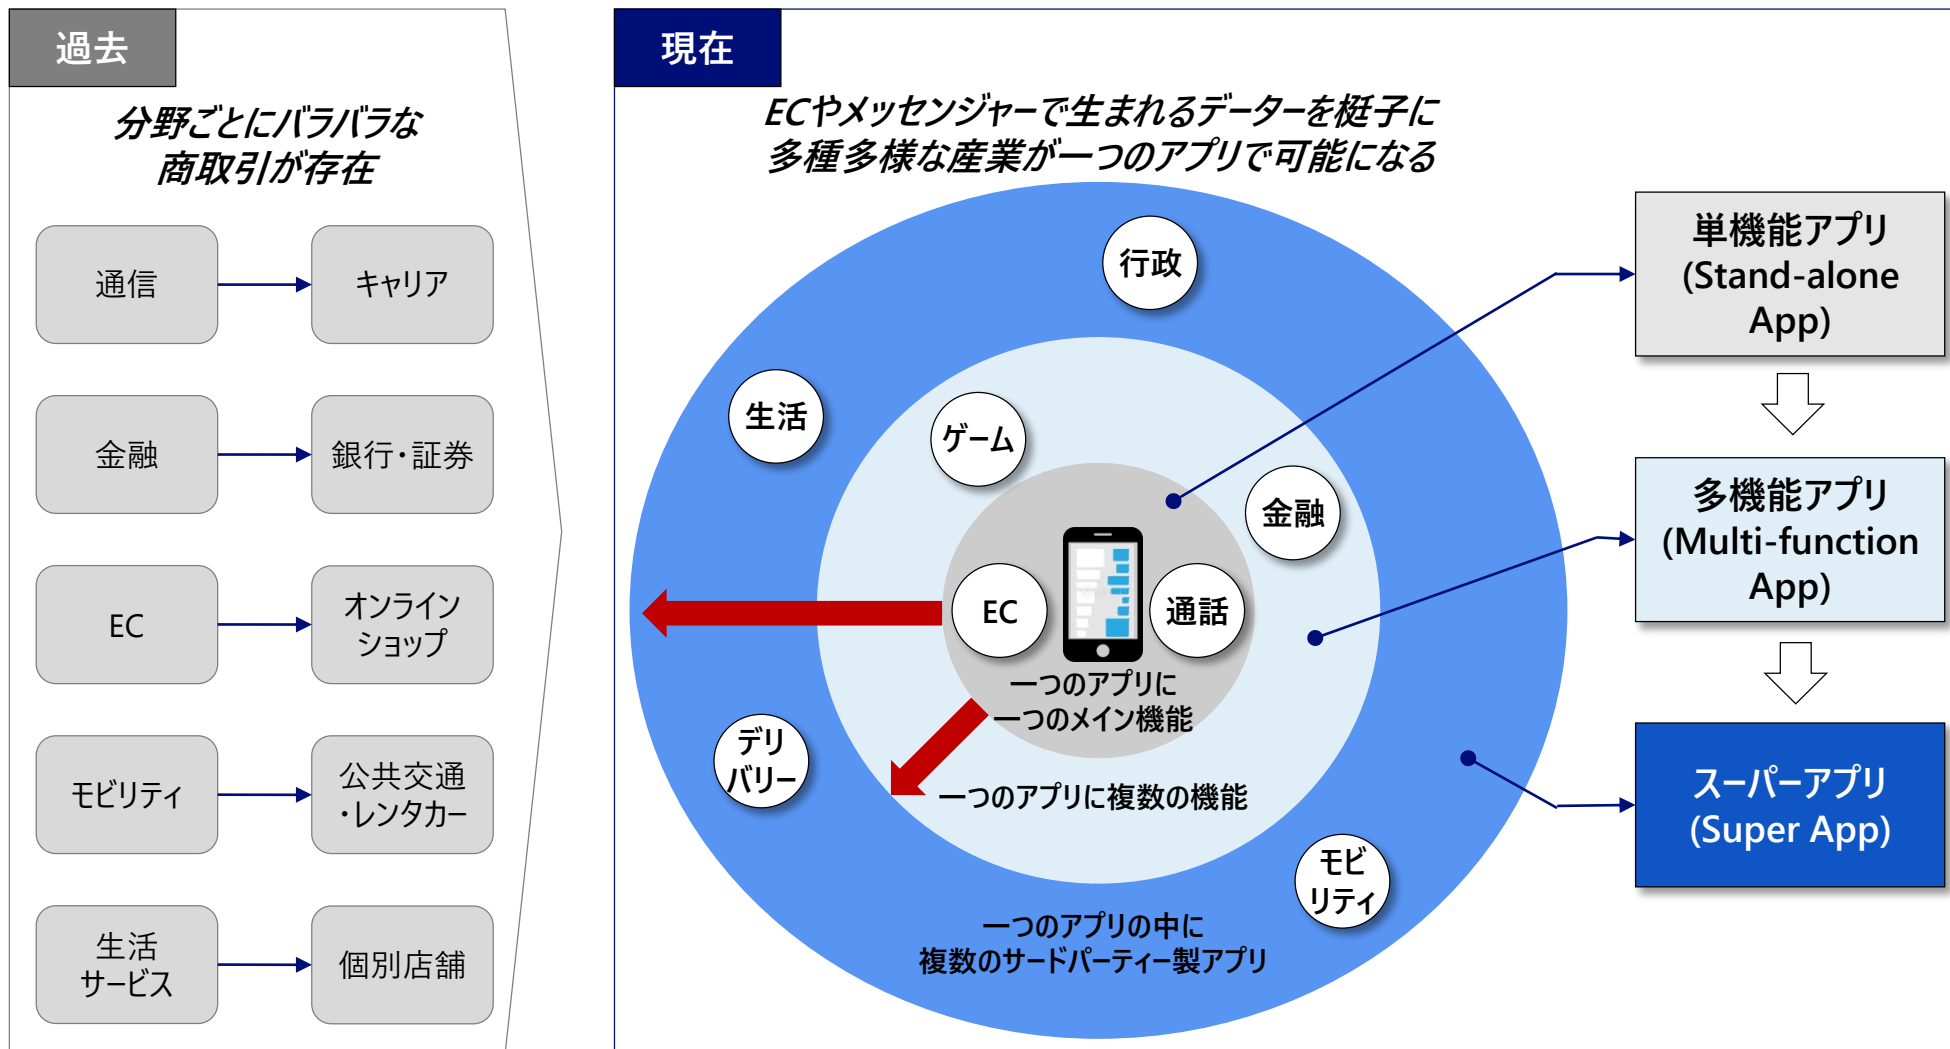 過去
分野ごとにバラバラな
商取引が存在
通信
キャリア
金融
銀行・証券
EC
オンライン
ショップ
モビリティ
公共交通
・レンタカー
生活
サービス
個別店舗
現在
ECやメッセンジャーで生まれるデーターを梃子に
多種多様な産業が一つのアプリで可能になる
行政
生活
ゲーム
金融
EC
通話
一つのアプリに
一つのメイン機能
デリ
バリー
一つのアプリに複数の機能
モビ
リティ
一つのアプリの中に
複数のサードパーティー製アプリ
単機能アプリ
(Stand-alone
App)
多機能アプリ
(Multi-function
App)
スーパーアプリ
(Super App)